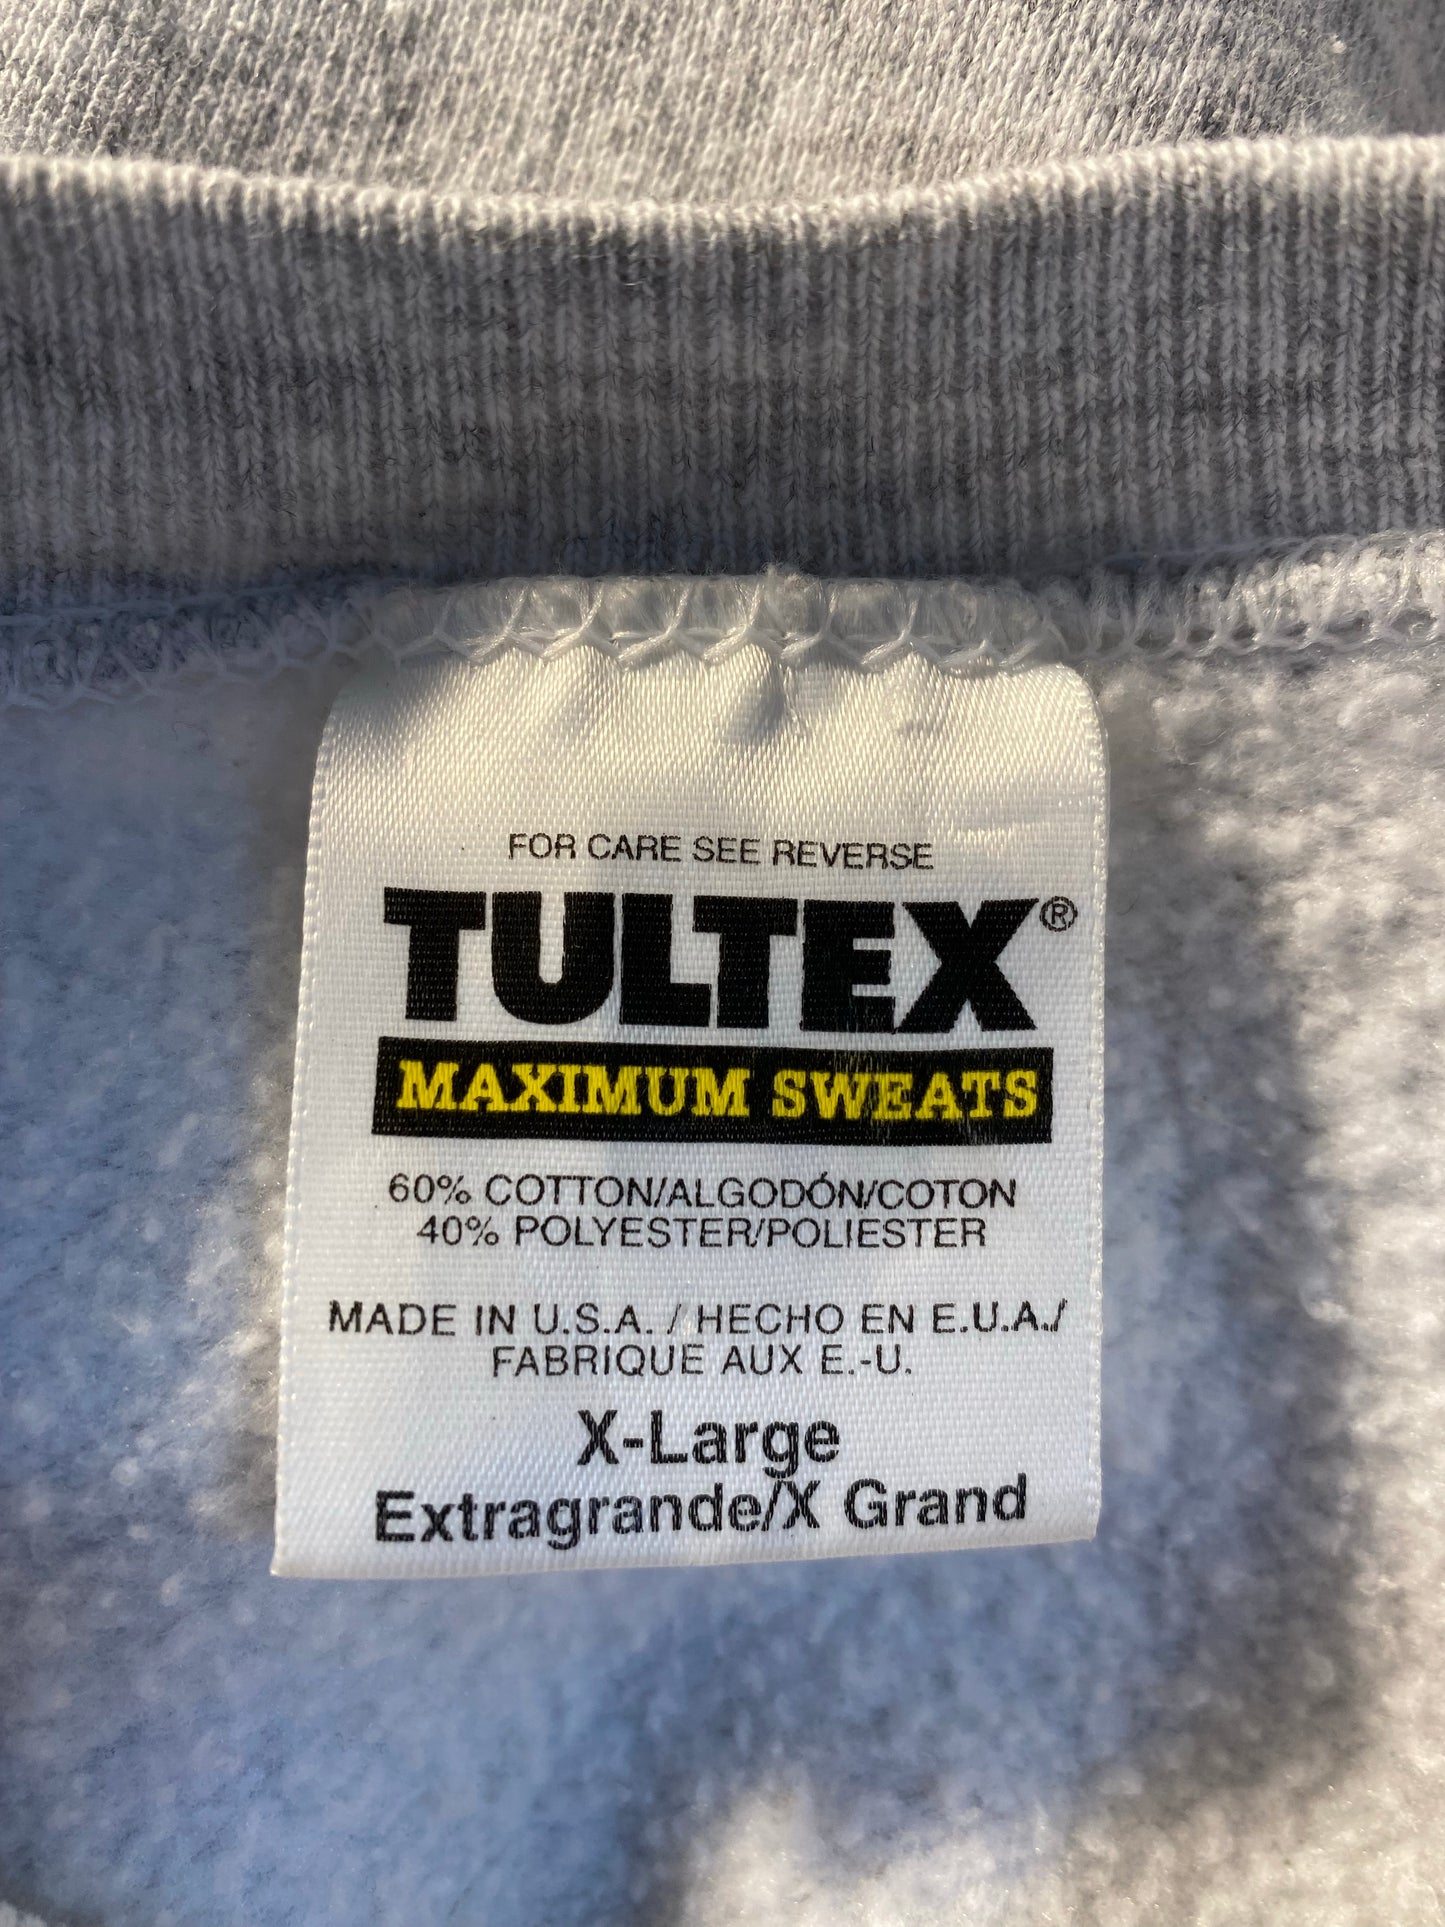 FOR CARE SEE REVERSE
TULTEX®
MAXIMUM SWEATS
60% COTTON/ALGODÓN/COTON
40% POLYESTER/POLIESTER
MADE IN U.S.A. / HECHO EN E.U.A./
FABRIQUE AUX E.-U.
X-Large
Extragrande/X Grand